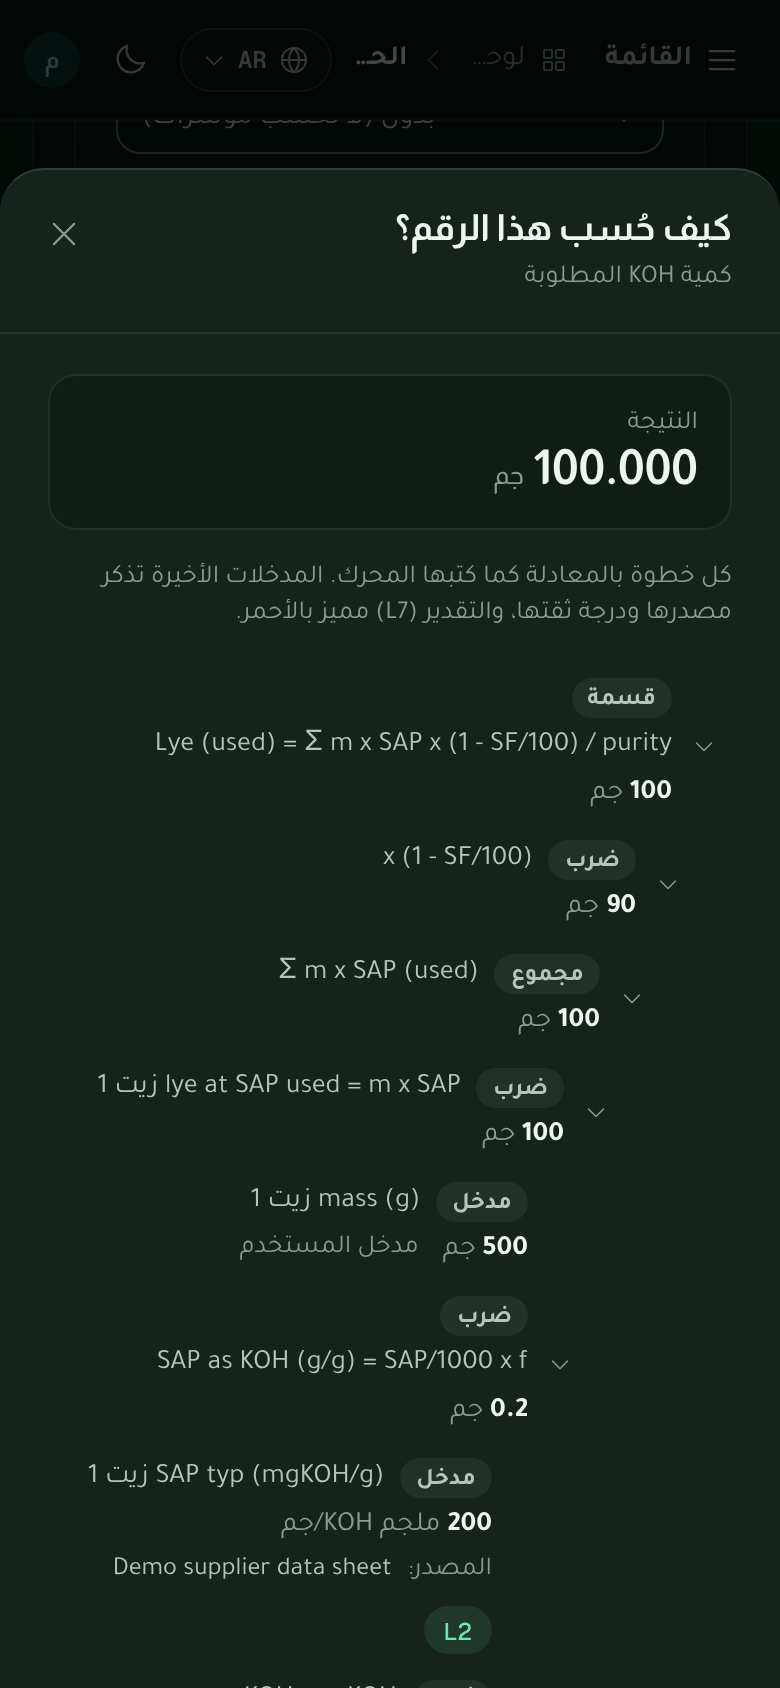 القائمة
لوحـ...
الحـ...
AR
م
كيف حُسب هذا الرقم؟
كمية KOH المطلوبة
النتيجة
100.000 جم
كل خطوة بالمعادلة كما كتبها المحرك. المدخلات الأخيرة تذكر
مصدرها ودرجة ثقتها، والتقدير (L7) مميز بالأحمر.
قسمة
Lye (used) = Σ m x SAP x (1 - SF/100) / purity
100 جم
ضرب x (1 - SF/100)
90 جم
مجموع Σ m x SAP (used)
100 جم
ضرب lye at SAP used = m x SAP زيت 1
100 جم
مدخل mass (g) زيت 1
500 جم مدخل المستخدم
ضرب
SAP as KOH (g/g) = SAP/1000 x f
0.2 جم
مدخل SAP typ (mgKOH/g) زيت 1
200 ملجم KOH/جم
المصدر: Demo supplier data sheet
L2